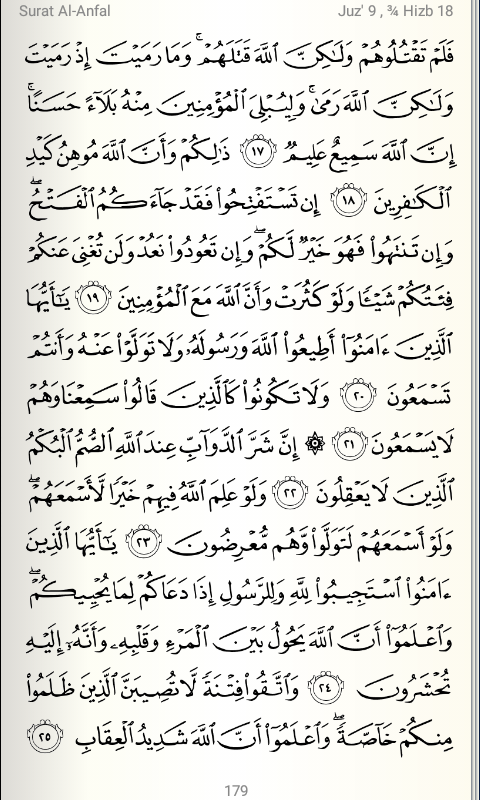 Surat Al-Anfal Juz' 9 , ¾ Hizb 18
فَلَمْ تَقْتُلُوهُمْ وَلَٰكِنَّ ٱللَّهَ قَتَلَهُمْ ۚ وَمَا رَمَيْتَ إِذْ رَمَيْتَ
وَلَٰكِنَّ ٱللَّهَ رَمَىٰ ۚ وَلِيُبْلِىَ ٱلْمُؤْمِنِينَ مِنْهُ بَلَآءً حَسَنًا ۚ
إِنَّ ٱللَّهَ سَمِيعٌ عَلِيمٌ ١٧ ذَٰلِكُمْ وَأَنَّ ٱللَّهَ مُوهِنُ كَيْدِ
ٱلْكَٰفِرِينَ ١٨ إِن تَسْتَفْتِحُوا۟ فَقَدْ جَآءَكُمُ ٱلْفَتْحُ ۖ
وَإِن تَنتَهُوا۟ فَهُوَ خَيْرٌ لَّكُمْ ۖ وَإِن تَعُودُوا۟ نَعُدْ وَلَن تُغْنِىَ عَنكُمْ
فِئَتُكُمْ شَيْـًٔا وَلَوْ كَثُرَتْ وَأَنَّ ٱللَّهَ مَعَ ٱلْمُؤْمِنِينَ ١٩ يَٰٓأَيُّهَا
ٱلَّذِينَ ءَامَنُوٓا۟ أَطِيعُوا۟ ٱللَّهَ وَرَسُولَهُۥ وَلَا تَوَلَّوْا۟ عَنْهُ وَأَنتُمْ
تَسْمَعُونَ ٢٠ وَلَا تَكُونُوا۟ كَٱلَّذِينَ قَالُوا۟ سَمِعْنَا وَهُمْ
لَا يَسْمَعُونَ ٢١ ۞ إِنَّ شَرَّ ٱلدَّوَآبِّ عِندَ ٱللَّهِ ٱلصُّمُّ ٱلْبُكْمُ
ٱلَّذِينَ لَا يَعْقِلُونَ ٢٢ وَلَوْ عَلِمَ ٱللَّهُ فِيهِمْ خَيْرًا لَّأَسْمَعَهُمْ ۖ
وَلَوْ أَسْمَعَهُمْ لَتَوَلَّوا۟ وَّهُم مُّعْرِضُونَ ٢٣ يَٰٓأَيُّهَا ٱلَّذِينَ
ءَامَنُوا۟ ٱسْتَجِيبُوا۟ لِلَّهِ وَلِلرَّسُولِ إِذَا دَعَاكُمْ لِمَا يُحْيِيكُمْ ۖ
وَٱعْلَمُوٓا۟ أَنَّ ٱللَّهَ يَحُولُ بَيْنَ ٱلْمَرْءِ وَقَلْبِهِۦ وَأَنَّهُۥٓ إِلَيْهِ
تُحْشَرُونَ ٢٤ وَٱتَّقُوا۟ فِتْنَةً لَّا تُصِيبَنَّ ٱلَّذِينَ ظَلَمُوا۟
مِنكُمْ خَآصَّةً ۖ وَٱعْلَمُوٓا۟ أَنَّ ٱللَّهَ شَدِيدُ ٱلْعِقَابِ ٢٥
179